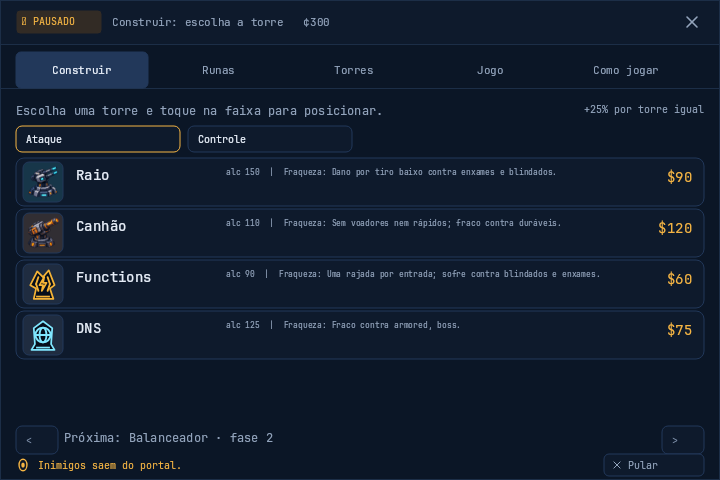 PAUSADO Construir: escolha a torre $300
Construir Runas Torres Jogo Como jogar
Escolha uma torre e toque na faixa para posicionar. +25% por torre igual
Ataque Controle
Raio alc 150 | Fraqueza: Dano por tiro baixo contra enxames e blindados. $90
Canhão alc 110 | Fraqueza: Sem voadores nem rápidos; fraco contra duráveis. $120
Functions alc 90 | Fraqueza: Uma rajada por entrada; sofre contra blindados e enxames. $60
DNS alc 125 | Fraqueza: Fraco contra armored, boss. $75
< Próxima: Balanceador · fase 2 >
Inimigos saem do portal. Pular